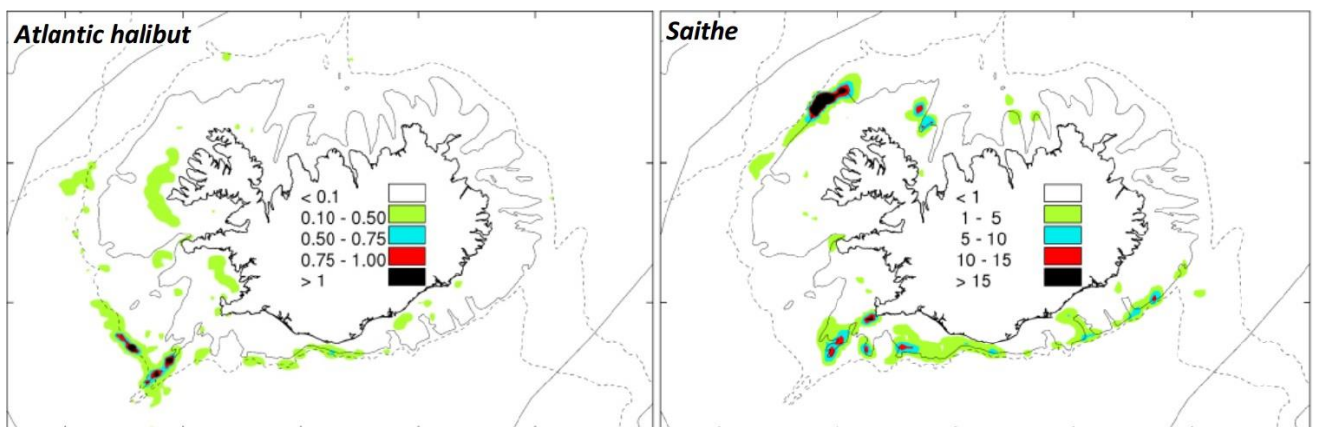 Atlantic halibut
< 0.1
0.10 - 0.50
0.50 - 0.75
0.75 - 1.00
> 1
Saithe
< 1
1 - 5
5 - 10
10 - 15
> 15